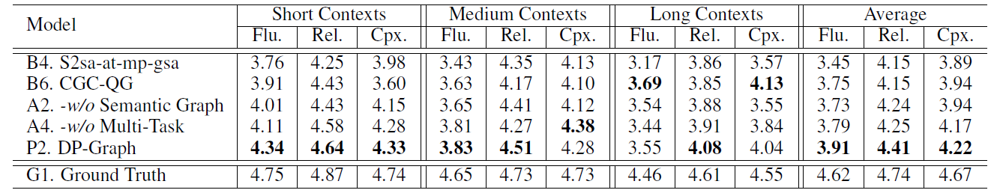 Model Short Contexts Medium Contexts Long Contexts Average
Flu. Rel. Cpx. Flu. Rel. Cpx. Flu. Rel. Cpx. Flu. Rel. Cpx.
B4. S2sa-at-mp-gsa 3.76 4.25 3.98 3.43 4.35 4.13 3.17 3.86 3.57 3.45 4.15 3.89
B6. CGC-QG 3.91 4.43 3.60 3.63 4.17 4.10 3.69 3.85 4.13 3.75 4.15 3.94
A2. -w/o Semantic Graph 4.01 4.43 4.15 3.65 4.41 4.12 3.54 3.88 3.55 3.73 4.24 3.94
A4. -w/o Multi-Task 4.11 4.58 4.28 3.81 4.27 4.38 3.44 3.91 3.84 3.79 4.25 4.17
P2. DP-Graph 4.34 4.64 4.33 3.83 4.51 4.28 3.55 4.08 4.04 3.91 4.41 4.22
G1. Ground Truth 4.75 4.87 4.74 4.65 4.73 4.73 4.46 4.61 4.55 4.62 4.74 4.67